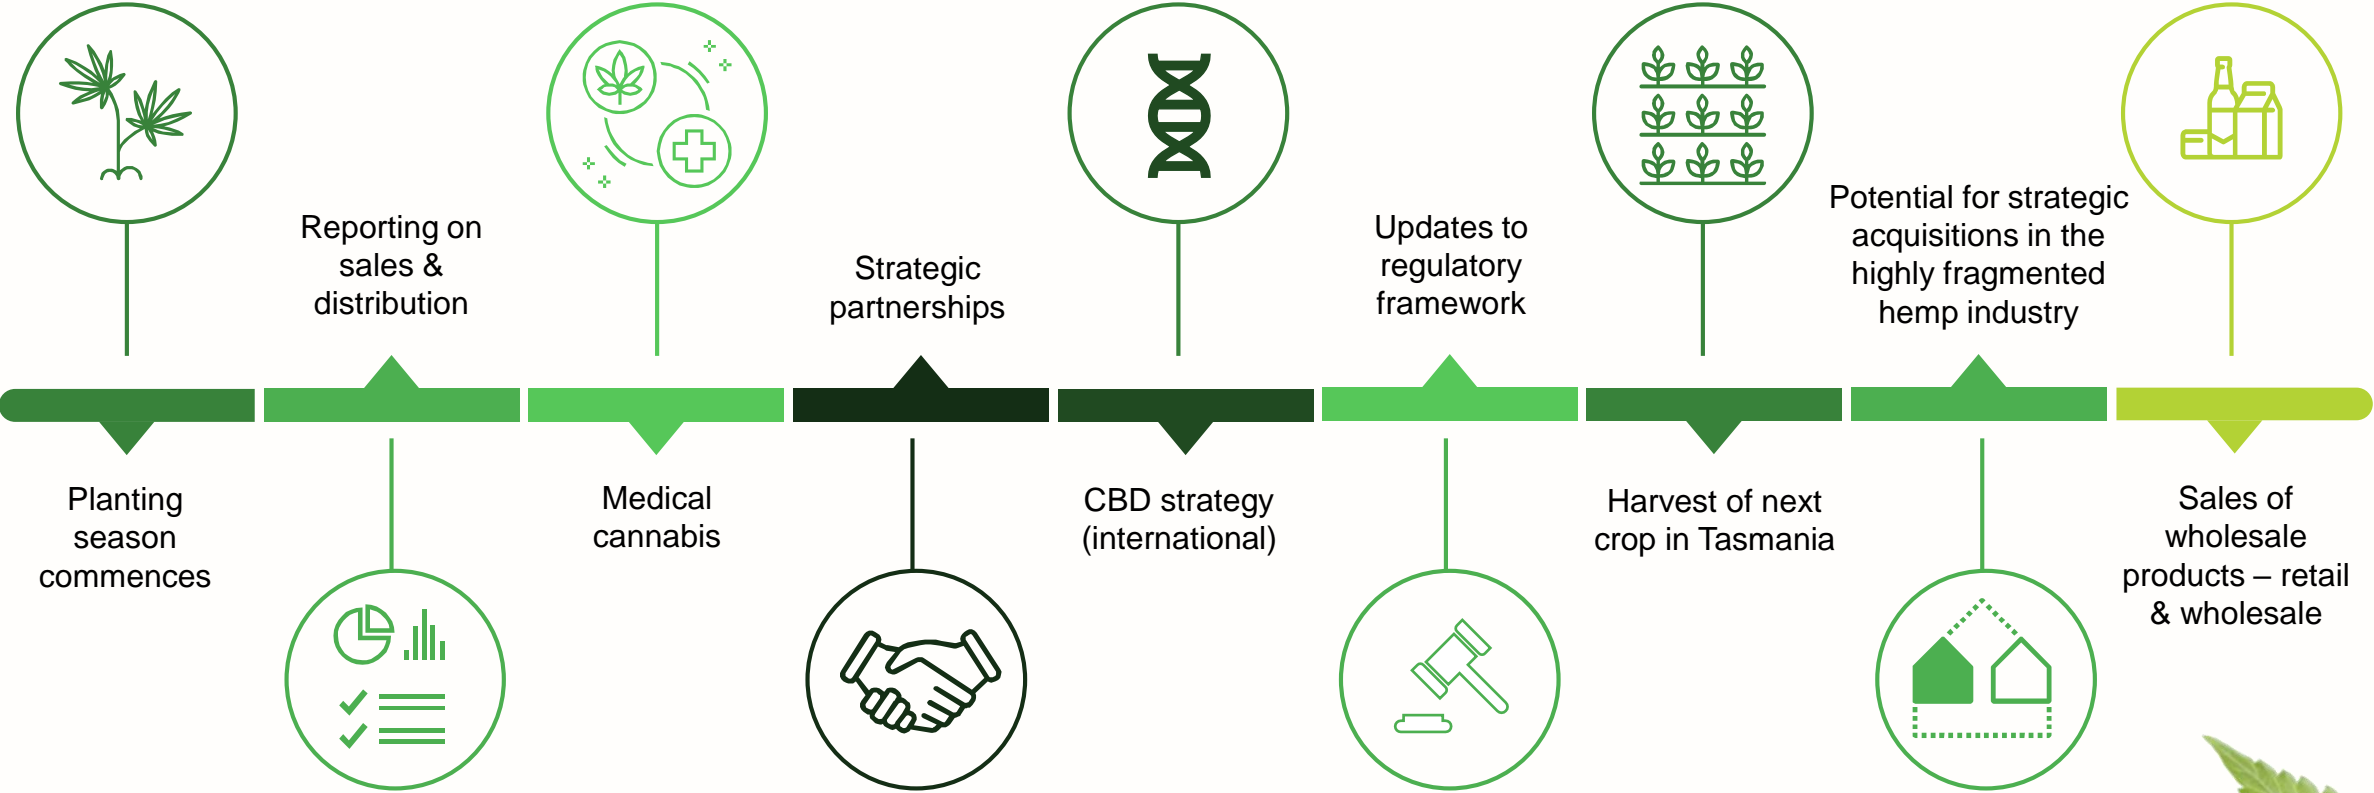 Planting
season
commences
Reporting on
sales &
distribution
Medical
cannabis
Strategic
partnerships
CBD strategy
(international)
Updates to
regulatory
framework
Harvest of next
crop in Tasmania
Potential for strategic
acquisitions in the
highly fragmented
hemp industry
Sales of
wholesale
products – retail
& wholesale